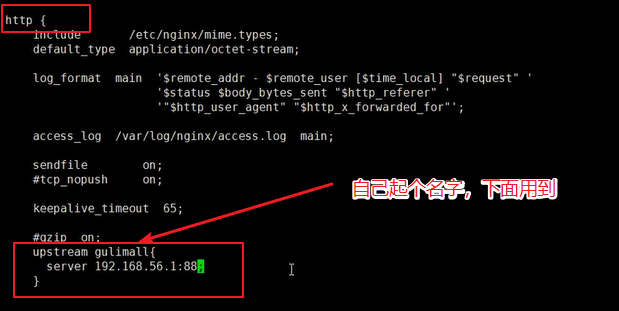 http {
    include       /etc/nginx/mime.types;
    default_type  application/octet-stream;
    log_format  main  '$remote_addr - $remote_user [$time_local] "$request" '
                      '$status $body_bytes_sent "$http_referer" '
                      '"$http_user_agent" "$http_x_forwarded_for"';
    access_log  /var/log/nginx/access.log  main;
    sendfile        on;
    #tcp_nopush     on;
自己起个名字，下面用到
    keepalive_timeout  65;
    #gzip  on;
    upstream gulimall{
      server 192.168.56.1:88;
    }